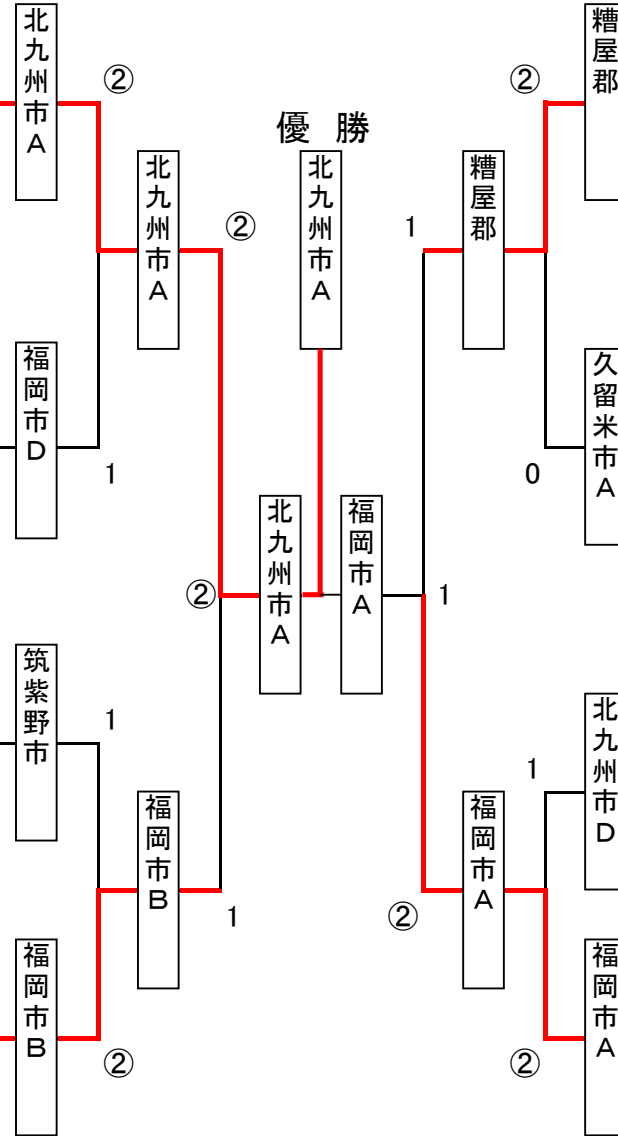 北九州市A
②
優 勝
②
糟屋郡
北九州市A
②
北九州市A
1
糟屋郡
福岡市D
1
0
久留米市A
②
北九州市A
福岡市A
1
筑紫野市
1
北九州市D
1
福岡市B
1
②
福岡市A
福岡市B
②
②
福岡市A